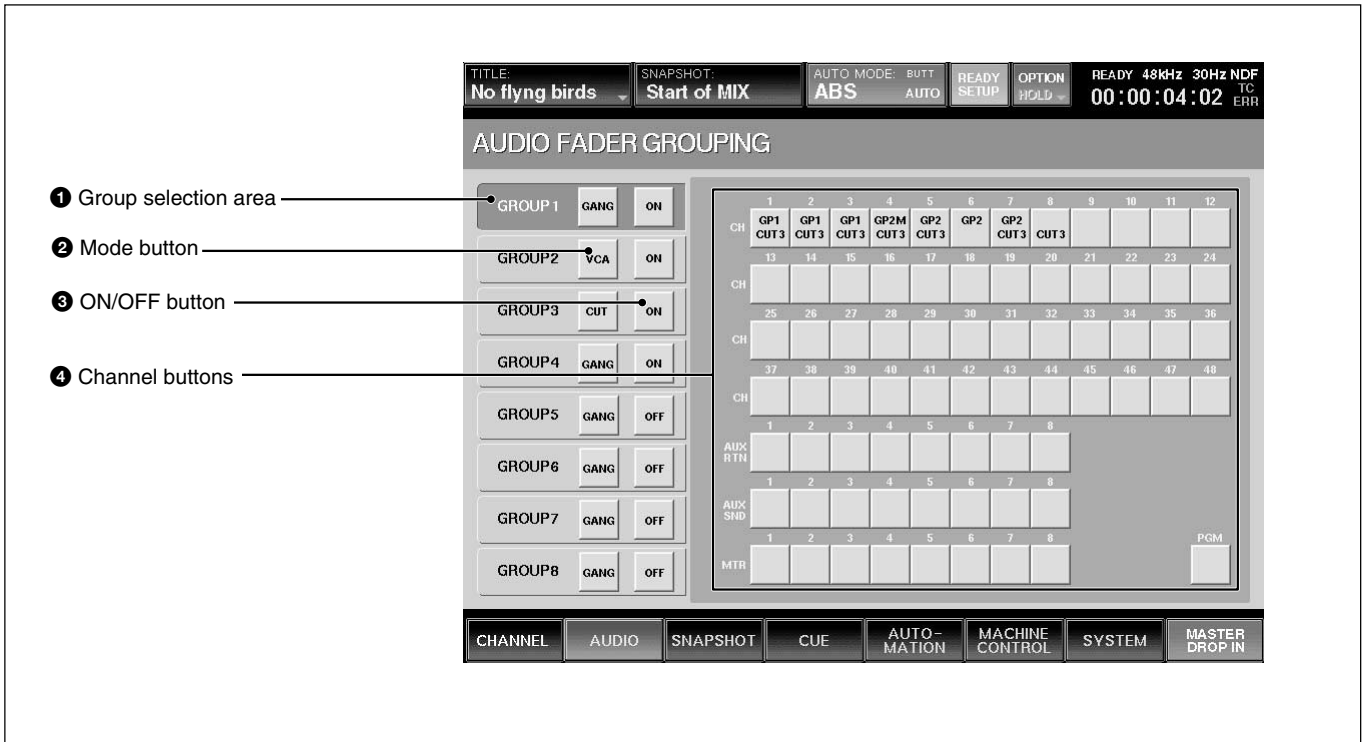 TITLE:
No flyng birds
SNAPSHOT:
Start of MIX
AUTO MODE: BUTT
ABS AUTO
READY
SETUP
OPTION
HOLD
READY 48kHz 30Hz NDF
00:00:04:02 TC
ERR
AUDIO FADER GROUPING
❶ Group selection area
❷ Mode button
❸ ON/OFF button
❹ Channel buttons
GROUP1 GANG ON
GROUP2 VCA ON
GROUP3 CUT ON
GROUP4 GANG ON
GROUP5 GANG OFF
GROUP6 GANG OFF
GROUP7 GANG OFF
GROUP8 GANG OFF
1 2 3 4 5 6 7 8 9 10 11 12
CH
GP1 GP1 GP1 GP2M GP2 GP2 GP2
CUT3 CUT3 CUT3 CUT3 CUT3 CUT3 CUT3
13 14 15 16 17 18 19 20 21 22 23 24
CH
25 26 27 28 29 30 31 32 33 34 35 36
CH
37 38 39 40 41 42 43 44 45 46 47 48
CH
1 2 3 4 5 6 7 8
AUX
RTN
1 2 3 4 5 6 7 8
AUX
SND
1 2 3 4 5 6 7 8 PGM
MTR
CHANNEL AUDIO SNAPSHOT CUE AUTO-
MATION MACHINE
CONTROL SYSTEM MASTER
DROP IN